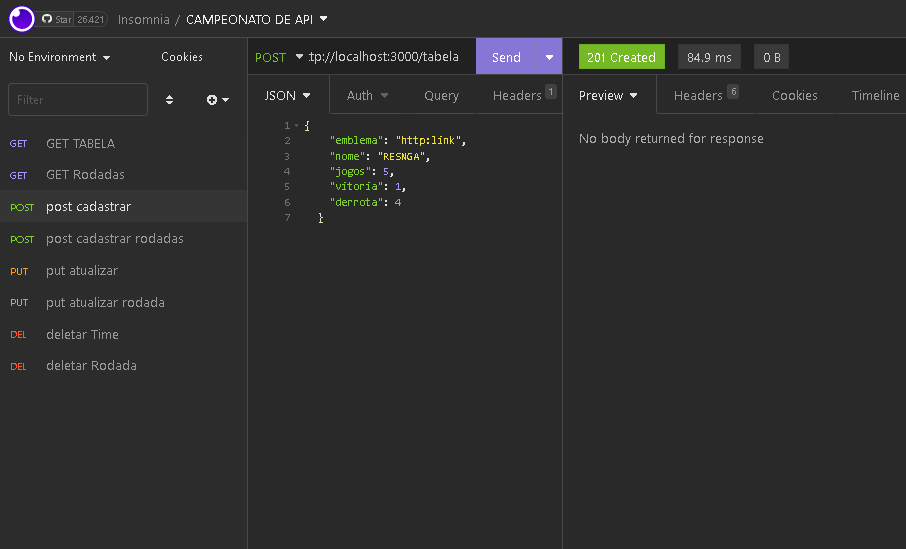 Star 26,421 Insomnia / CAMPEONATO DE API
No Environment Cookies
POST tp://localhost:3000/tabela Send 201 Created 84.9 ms 0 B
Filter
JSON Auth Query Headers 1 Preview Headers 6 Cookies Timeline
1 {
2 "emblema": "http:link",
3 "nome": "RESNGA",
4 "jogos": 5,
5 "vitoria": 1,
6 "derrota": 4
7 }
No body returned for response
GET GET TABELA
GET GET Rodadas
POST post cadastrar
POST post cadastrar rodadas
PUT put atualizar
PUT put atualizar rodada
DEL deletar Time
DEL deletar Rodada